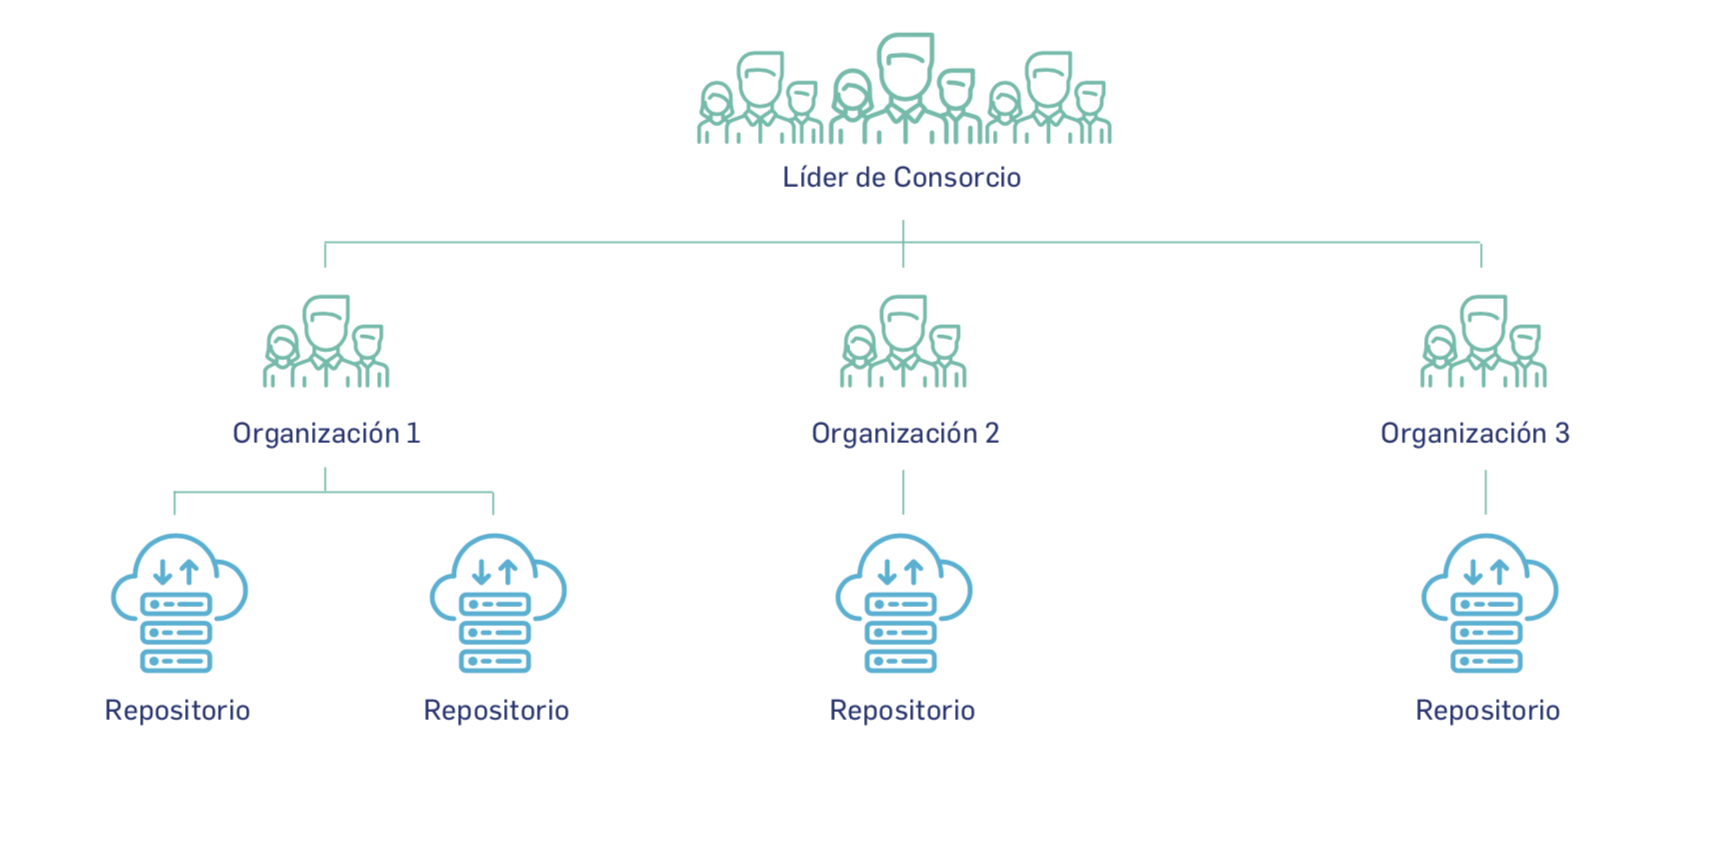 Líder de Consorcio
Organización 1
Organización 2
Organización 3
Repositorio
Repositorio
Repositorio
Repositorio